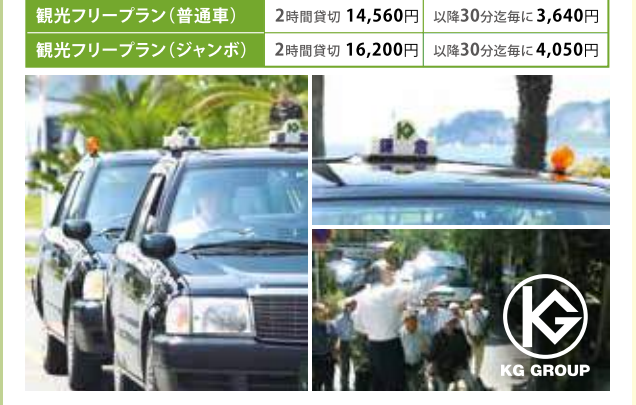 観光フリープラン（普通車） 2時間貸切 14,560円 以降30分迄毎に 3,640円
観光フリープラン（ジャンボ） 2時間貸切 16,200円 以降30分迄毎に 4,050円
鎌倉
KG
KG GROUP